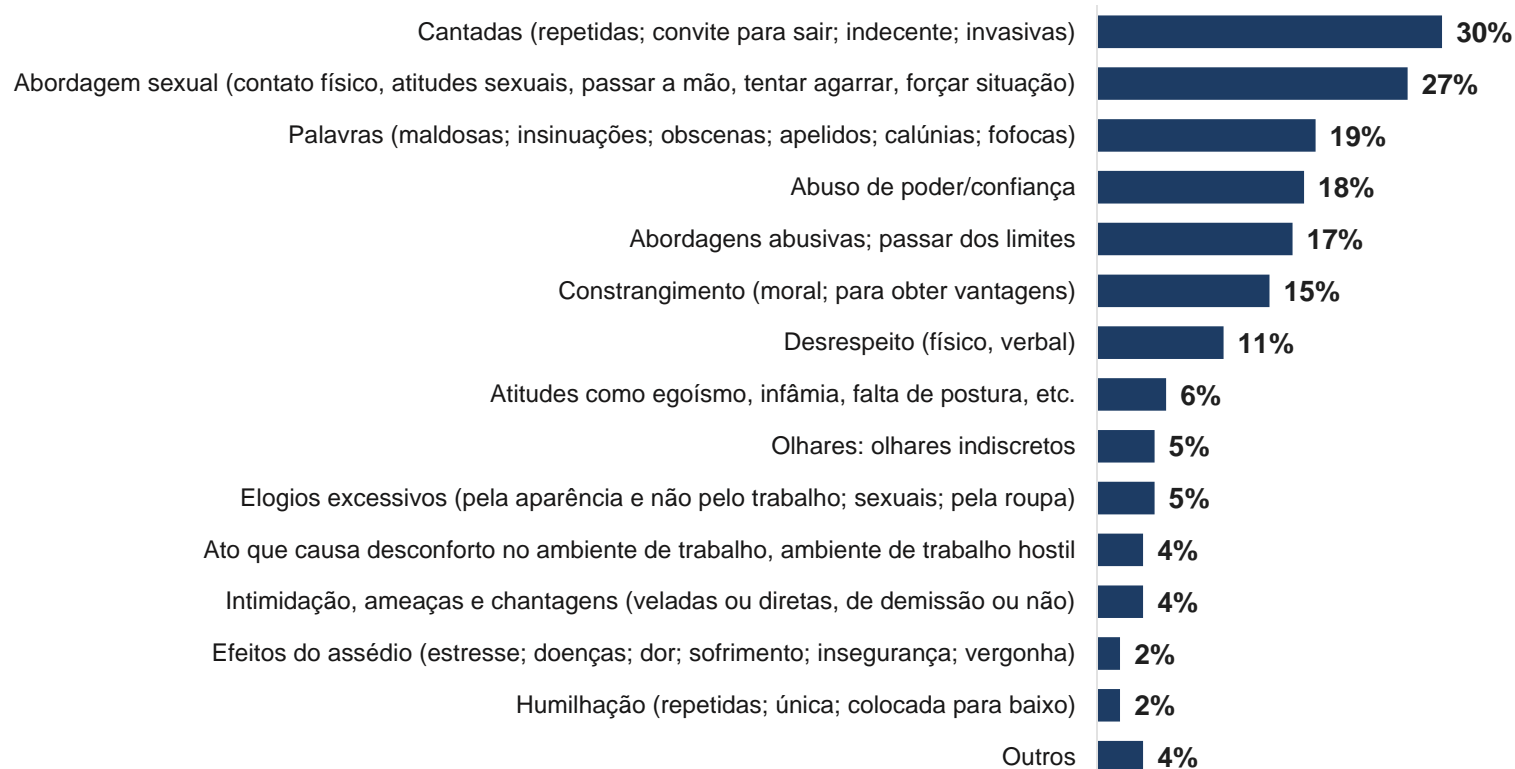 Cantadas (repetidas; convite para sair; indecente; invasivas) 30%
Abordagem sexual (contato físico, atitudes sexuais, passar a mão, tentar agarrar, forçar situação) 27%
Palavras (maldosas; insinuações; obscenas; apelidos; calúnias; fofocas) 19%
Abuso de poder/confiança 18%
Abordagens abusivas; passar dos limites 17%
Constrangimento (moral; para obter vantagens) 15%
Desrespeito (físico, verbal) 11%
Atitudes como egoísmo, infâmia, falta de postura, etc. 6%
Olhares: olhares indiscretos 5%
Elogios excessivos (pela aparência e não pelo trabalho; sexuais; pela roupa) 5%
Ato que causa desconforto no ambiente de trabalho, ambiente de trabalho hostil 4%
Intimidação, ameaças e chantagens (veladas ou diretas, de demissão ou não) 4%
Efeitos do assédio (estresse; doenças; dor; sofrimento; insegurança; vergonha) 2%
Humilhação (repetidas; única; colocada para baixo) 2%
Outros 4%